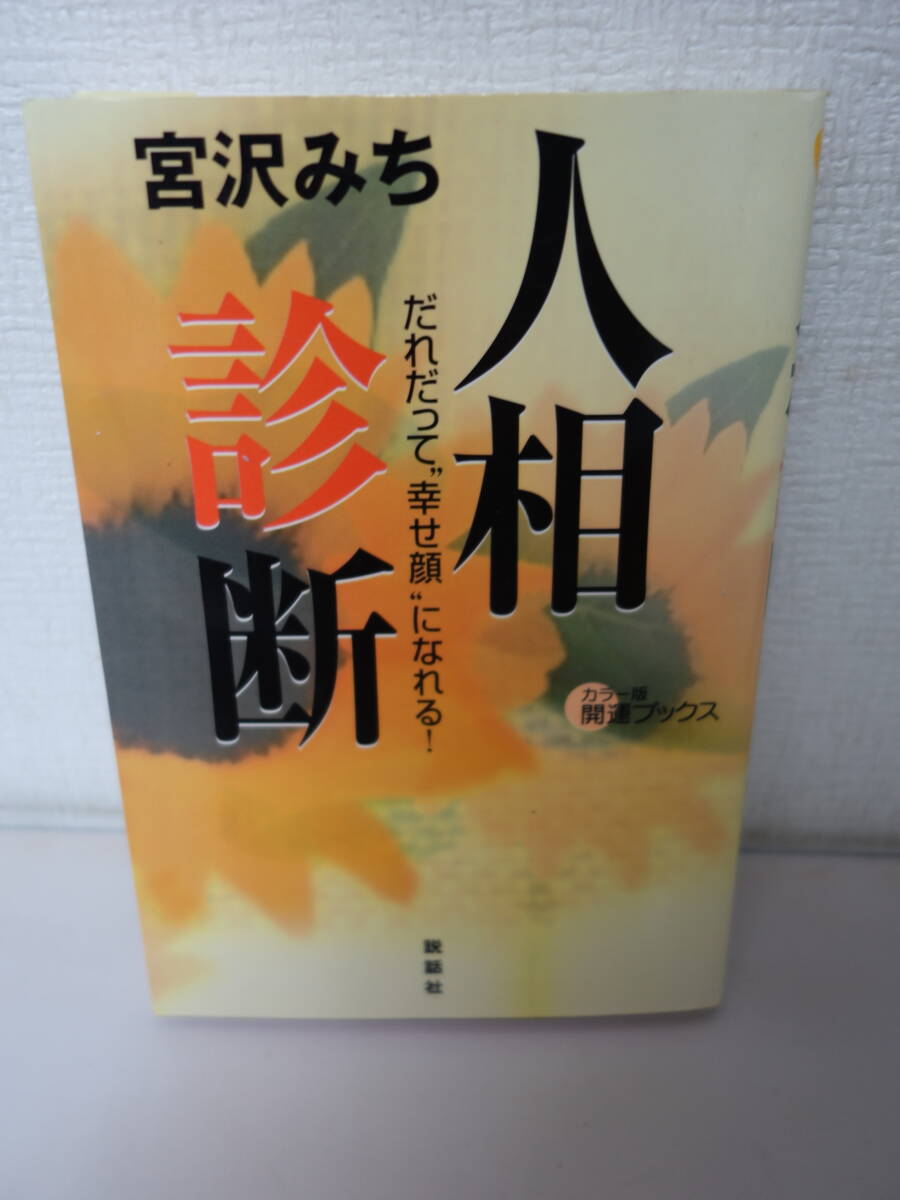 宮沢みち
人相
診断
だれだって〝幸せ顔〟になれる!
カラー版
開運ブックス
説話社